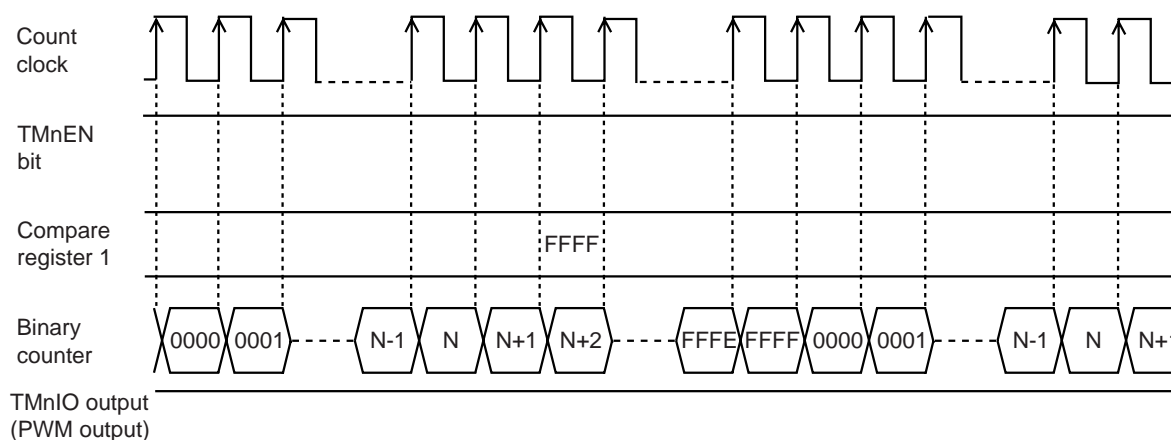 Count
clock
TMnEN
bit
Compare
register 1
FFFF
Binary
counter
0000 0001 N-1 N N+1 N+2 FFFE FFFF 0000 0001 N-1 N N+1
TMnIO output
(PWM output)